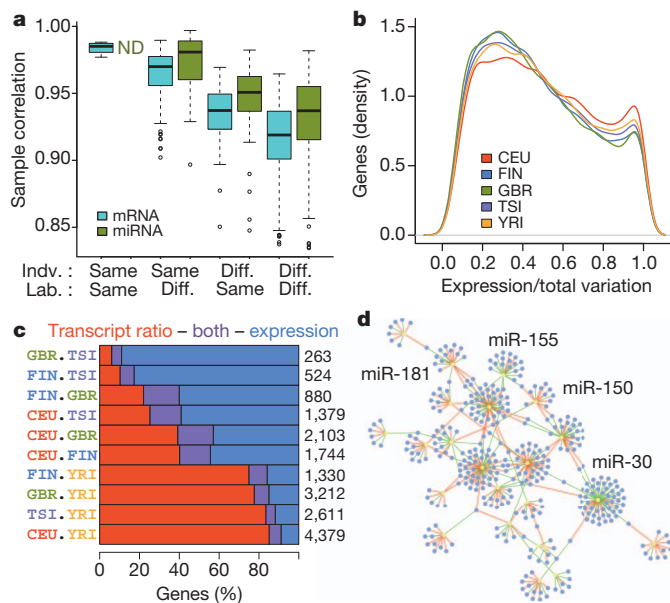 a
1.00
0.95
0.90
0.85
Sample correlation
ND
mRNA
miRNA
Indv. : Same Same Diff. Diff.
Lab. : Same Diff. Same Diff.
b
1.5
1.0
0.5
0.0
Genes (density)
CEU
FIN
GBR
TSI
YRI
0.0 0.2 0.4 0.6 0.8 1.0
Expression/total variation
c
Transcript ratio – both – expression
GBR.TSI 263
FIN.TSI 524
FIN.GBR 880
CEU.TSI 1,379
CEU.GBR 2,103
CEU.FIN 1,744
FIN.YRI 1,330
GBR.YRI 3,212
TSI.YRI 2,611
CEU.YRI 4,379
0 20 40 60 80
Genes (%)
d
miR-155
miR-181
miR-150
miR-30